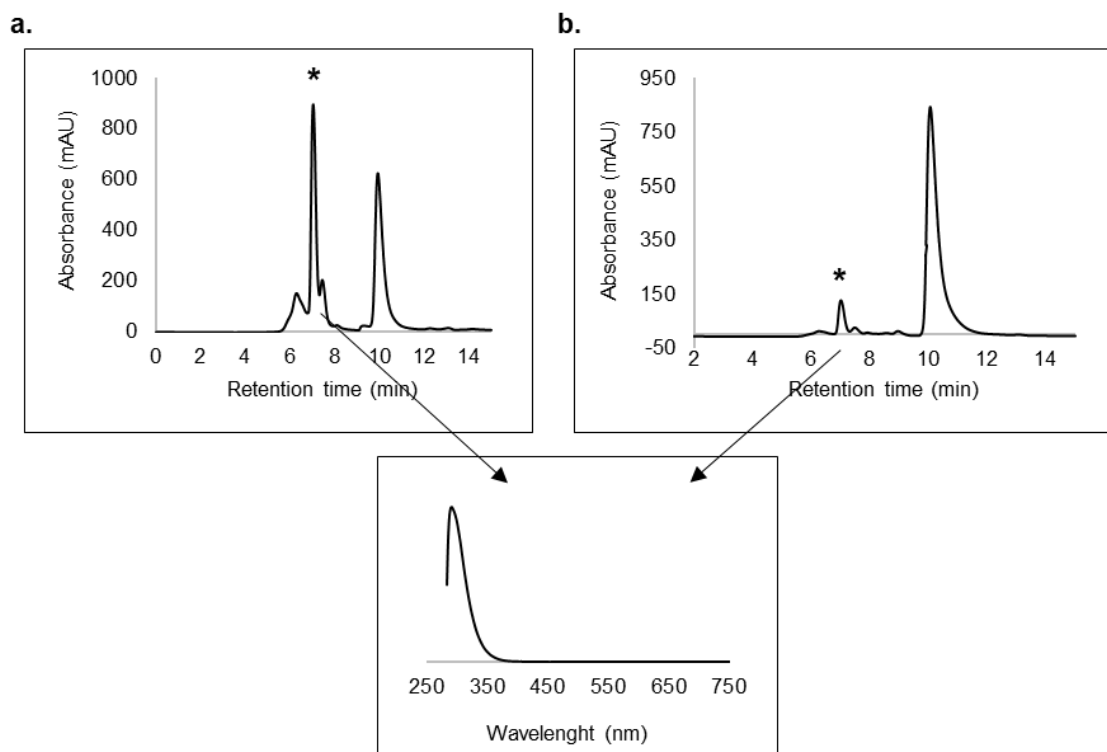 a.
*
1000
800
600
400
200
0
0 2 4 6 8 10 12 14
Absorbance (mAU)
Retention time (min)
b.
*
950
750
550
350
150
-50
2 4 6 8 10 12 14
Absorbance (mAU)
Retention time (min)
250 350 450 550 650 750
Wavelenght (nm)